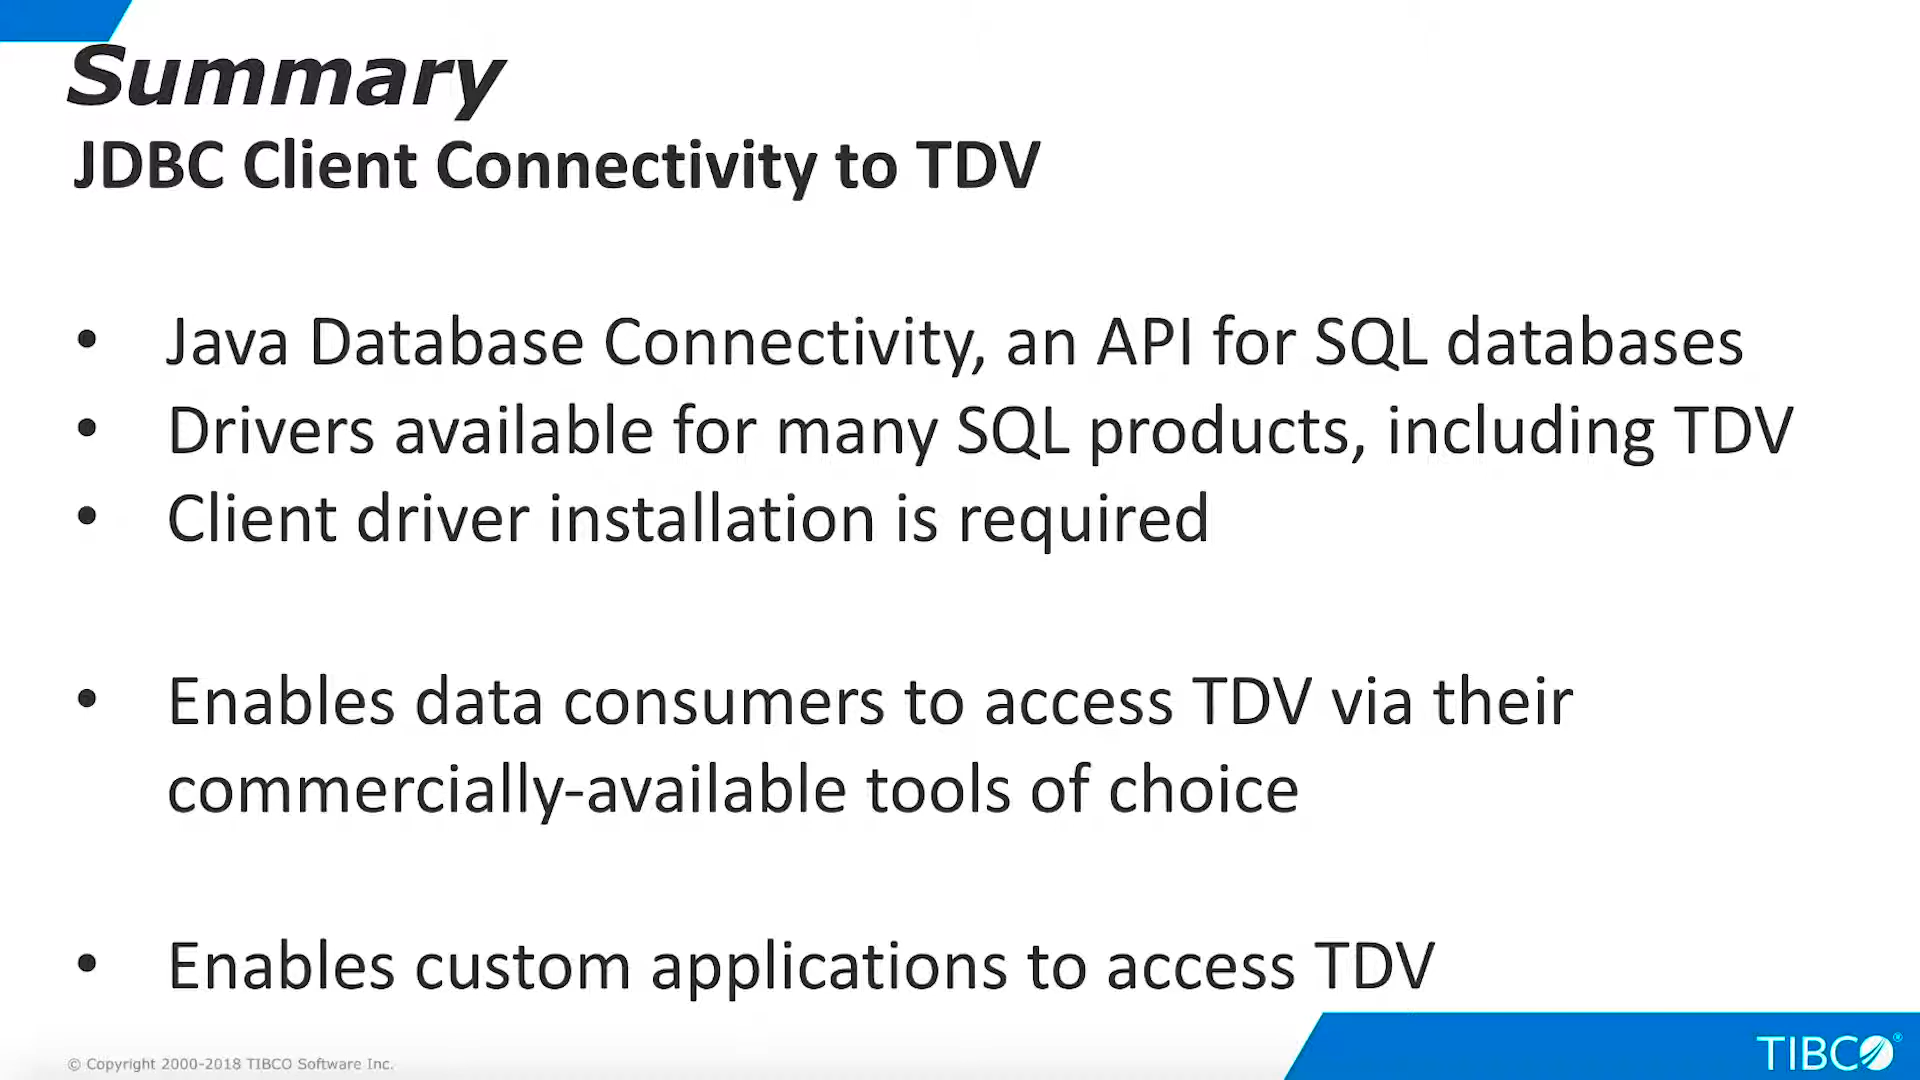 Summary
JDBC Client Connectivity to TDV
• Java Database Connectivity, an API for SQL databases
• Drivers available for many SQL products, including TDV
• Client driver installation is required
• Enables data consumers to access TDV via their
commercially-available tools of choice
• Enables custom applications to access TDV
© Copyright 2000-2018 TIBCO Software Inc.
TIBCO®